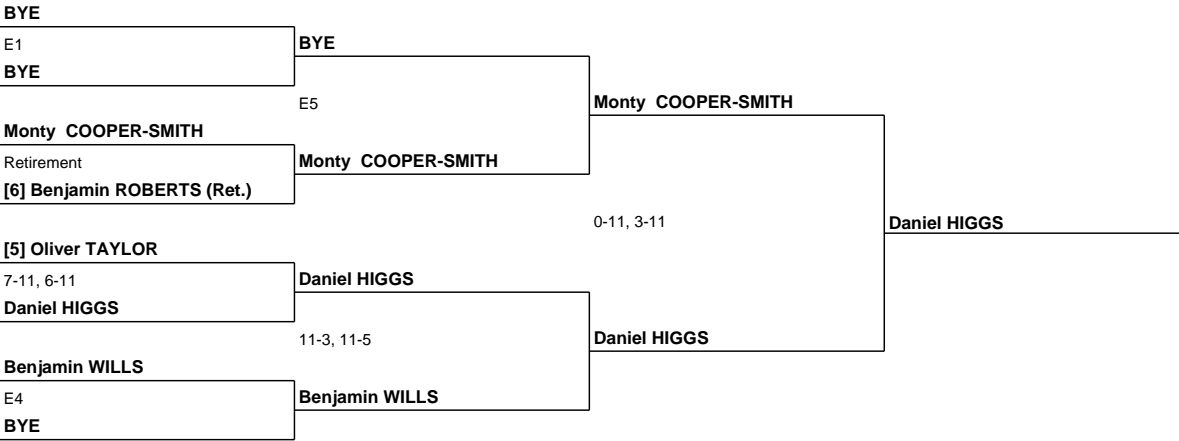 BYE
E1
BYE
BYE
E5
Monty COOPER-SMITH
Monty COOPER-SMITH
Retirement
Monty COOPER-SMITH
[6] Benjamin ROBERTS (Ret.)
0-11, 3-11
Daniel HIGGS
[5] Oliver TAYLOR
7-11, 6-11
Daniel HIGGS
Daniel HIGGS
11-3, 11-5
Daniel HIGGS
Benjamin WILLS
E4
Benjamin WILLS
BYE